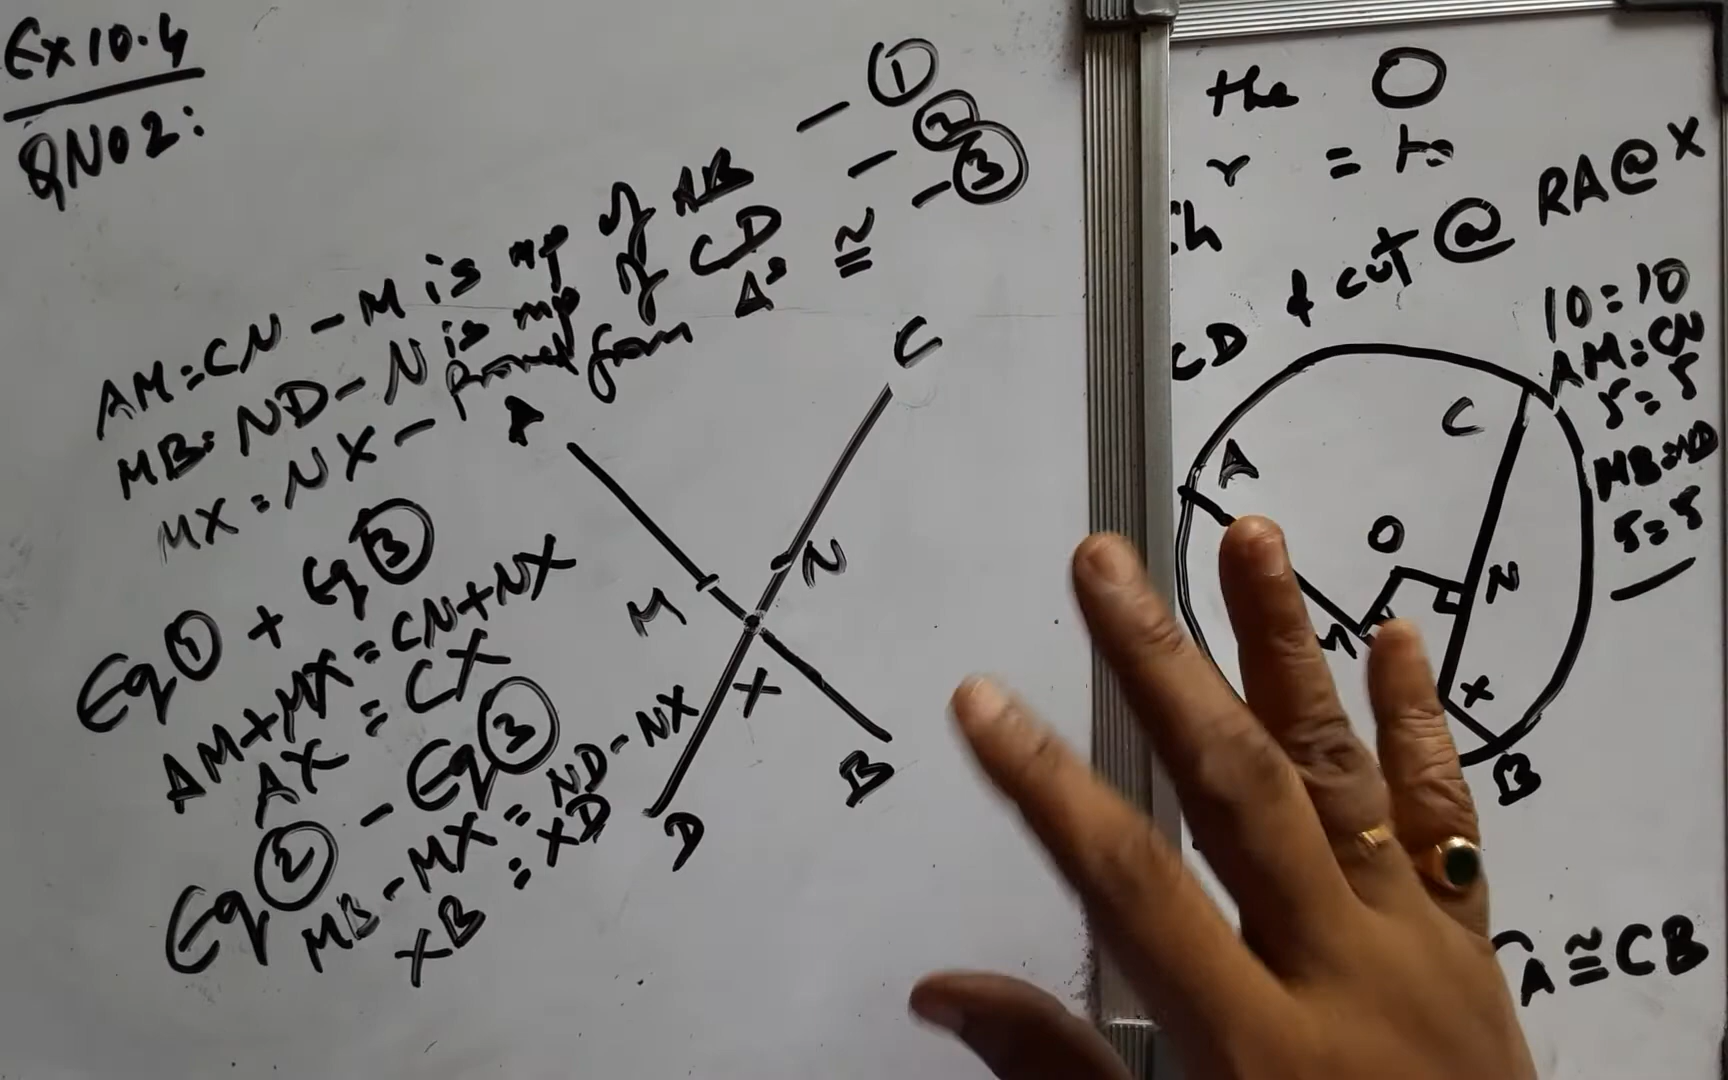 Ex 10.4
QNO2:
AM = CN - M is mp of AB - ①
MB = ND - N is mp of CD - ②
MX = NX - Proved from Δs ≅ - ③
Eq ① + Eq ③
AM + MX = CN + NX
AX = CX
Eq ② - Eq ③
MB - MX = ND - NX
XB = XD
A
C
M
N
X
D
B
the O
r = to
& cut @ RA @ X
CD
10 = 10
AM = CN
5 = 5
MB = ND
5 = 5
A
C
O
N
M
X
B
A ≅ CB